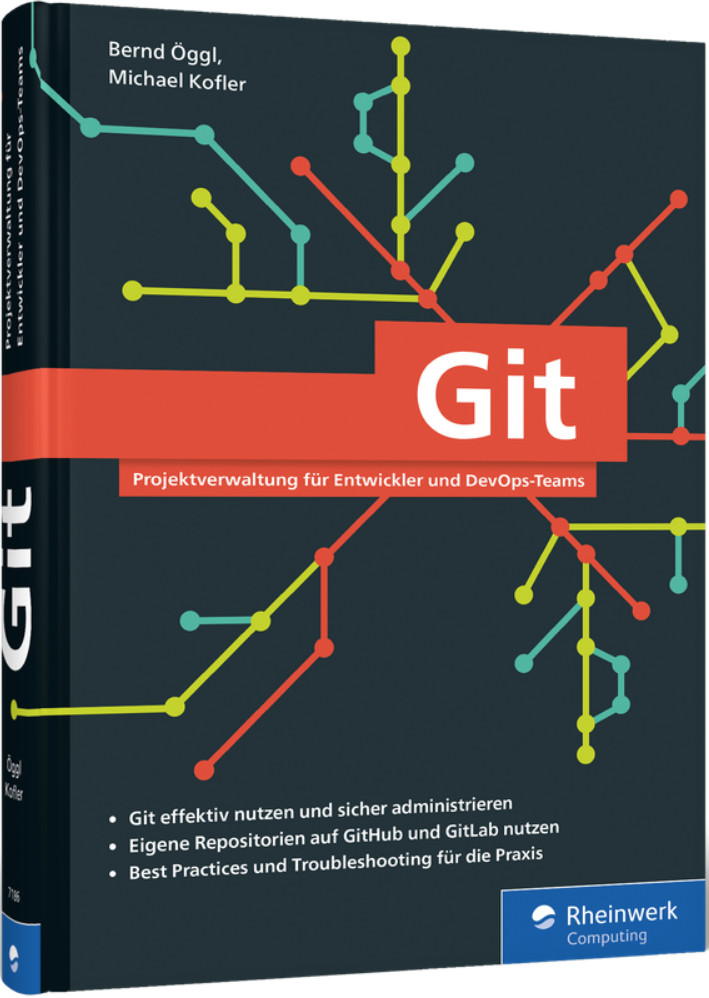 Bernd Öggl,
Michael Kofler
Git
Projektverwaltung für Entwickler und DevOps-Teams
• Git effektiv nutzen und sicher administrieren
• Eigene Repositorien auf GitHub und GitLab nutzen
• Best Practices und Troubleshooting für die Praxis
Rheinwerk
Computing
Projektverwaltung für
Entwickler und DevOps-Teams
Git
Öggl
Kofler
7186